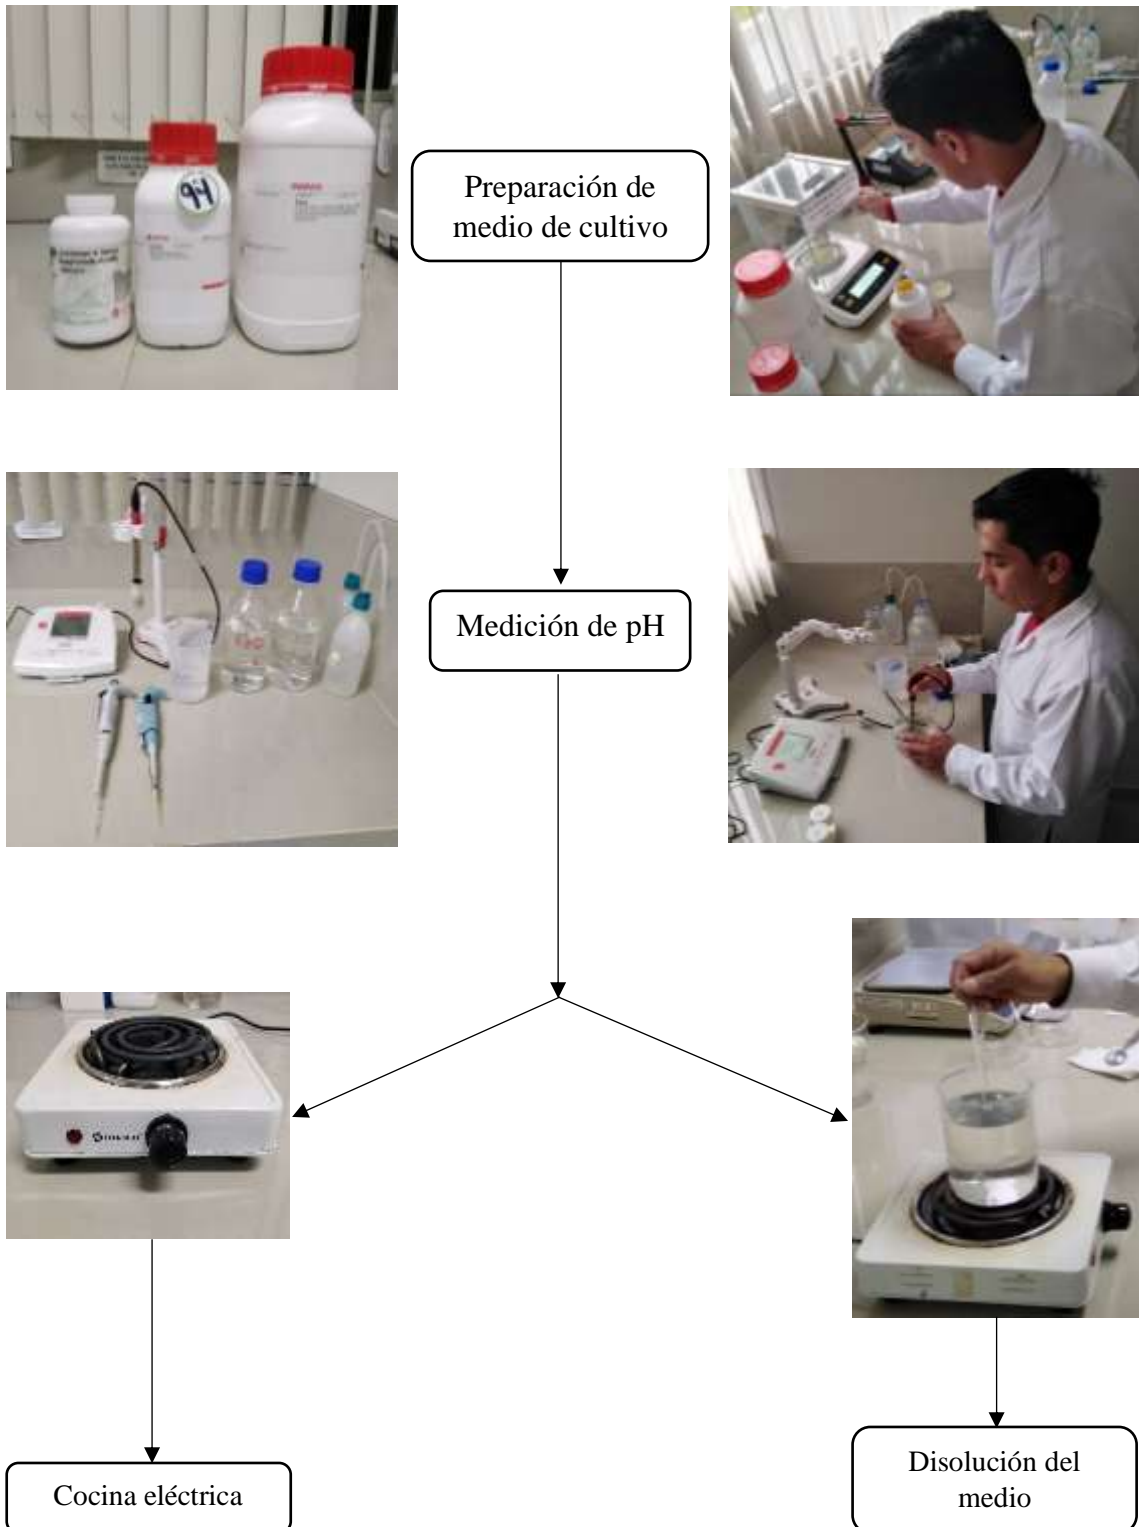 Preparación de
medio de cultivo
94
Medición de pH
Cocina eléctrica
Disolución del
medio